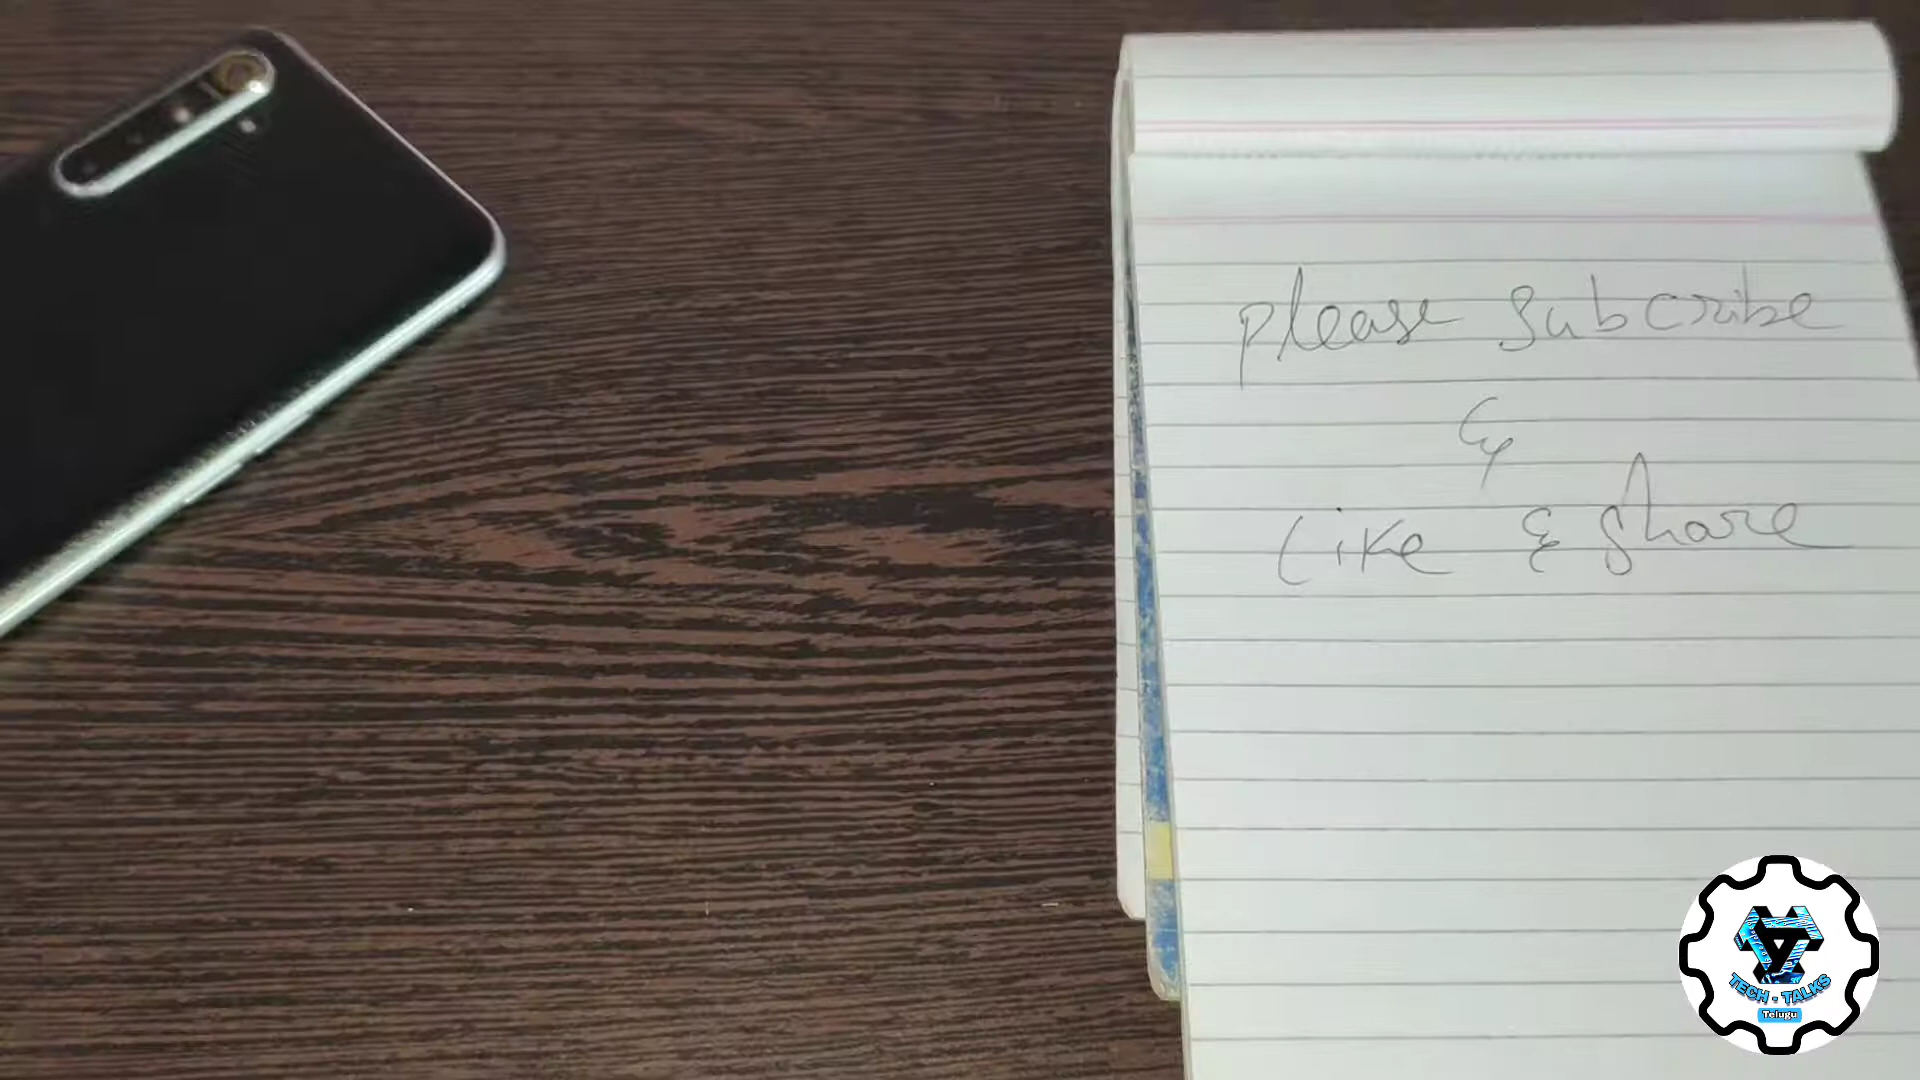 please Subcribe
&
Like & Share
TECH - TALKS
Telugu